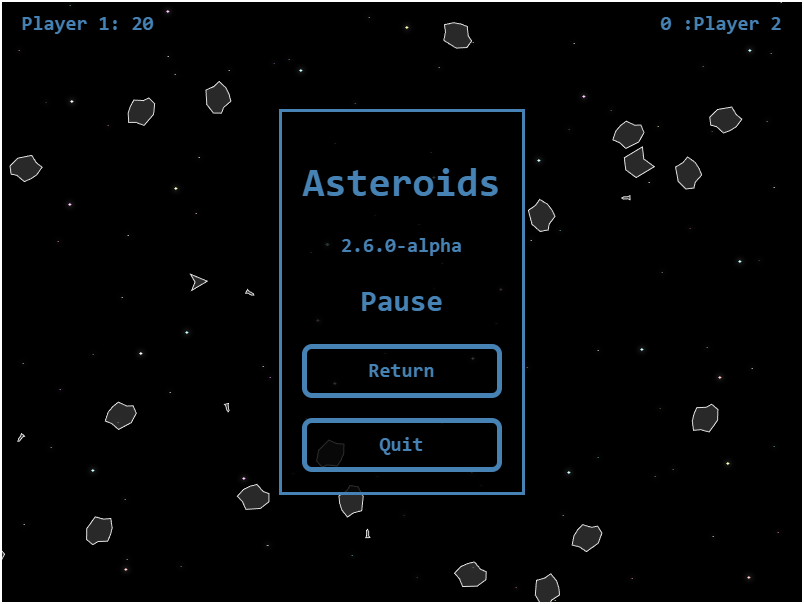 Player 1: 20
0 :Player 2
Asteroids
2.6.0-alpha
Pause
Return
Quit